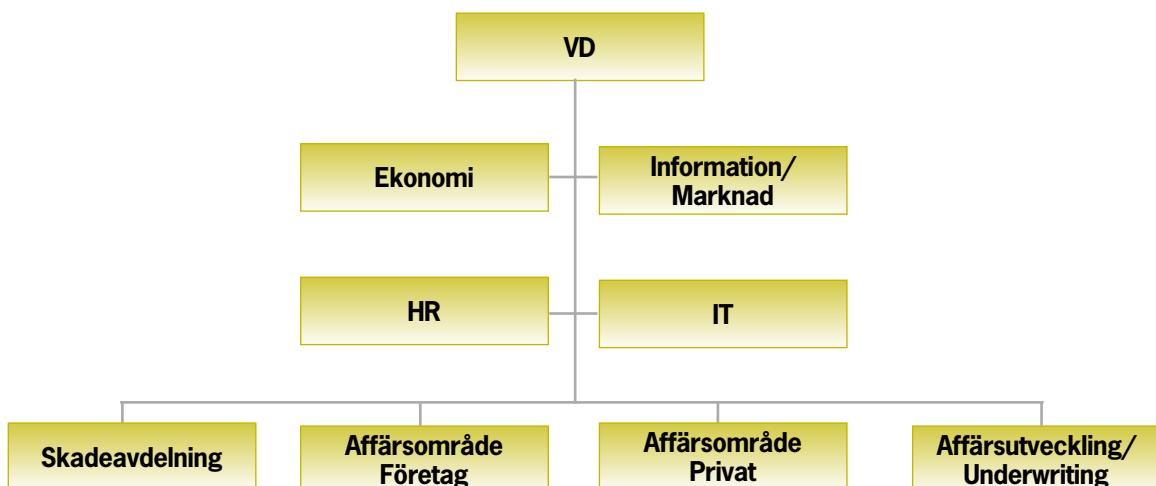 VD
Ekonomi
Information/
Marknad
HR
IT
Skadeavdelning
Affärsområde
Företag
Affärsområde
Privat
Affärsutveckling/
Underwriting